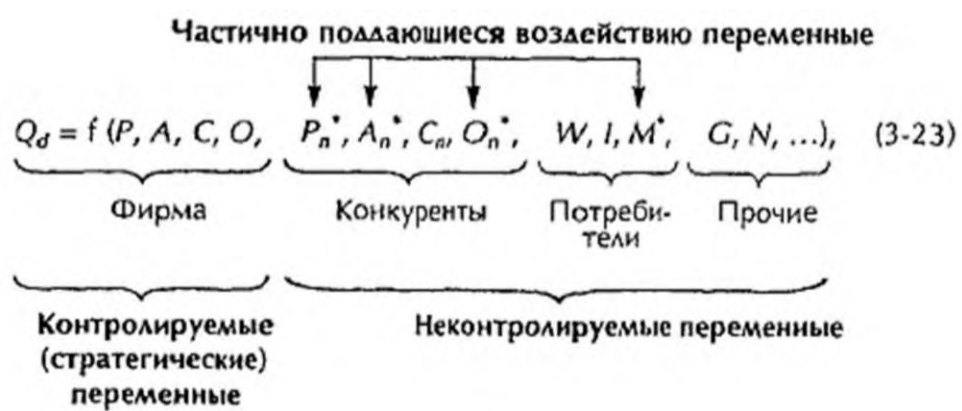 Частично поддающиеся воздействию переменные
Q_d = f (P, A, C, O, P_n*, A_n*, C_n, O_n*, W, I, M*, G, N, ...), (3-23)
Фирма Конкуренты Потреби- Прочие
тели
Контролируемые Неконтролируемые переменные
(стратегические)
переменные